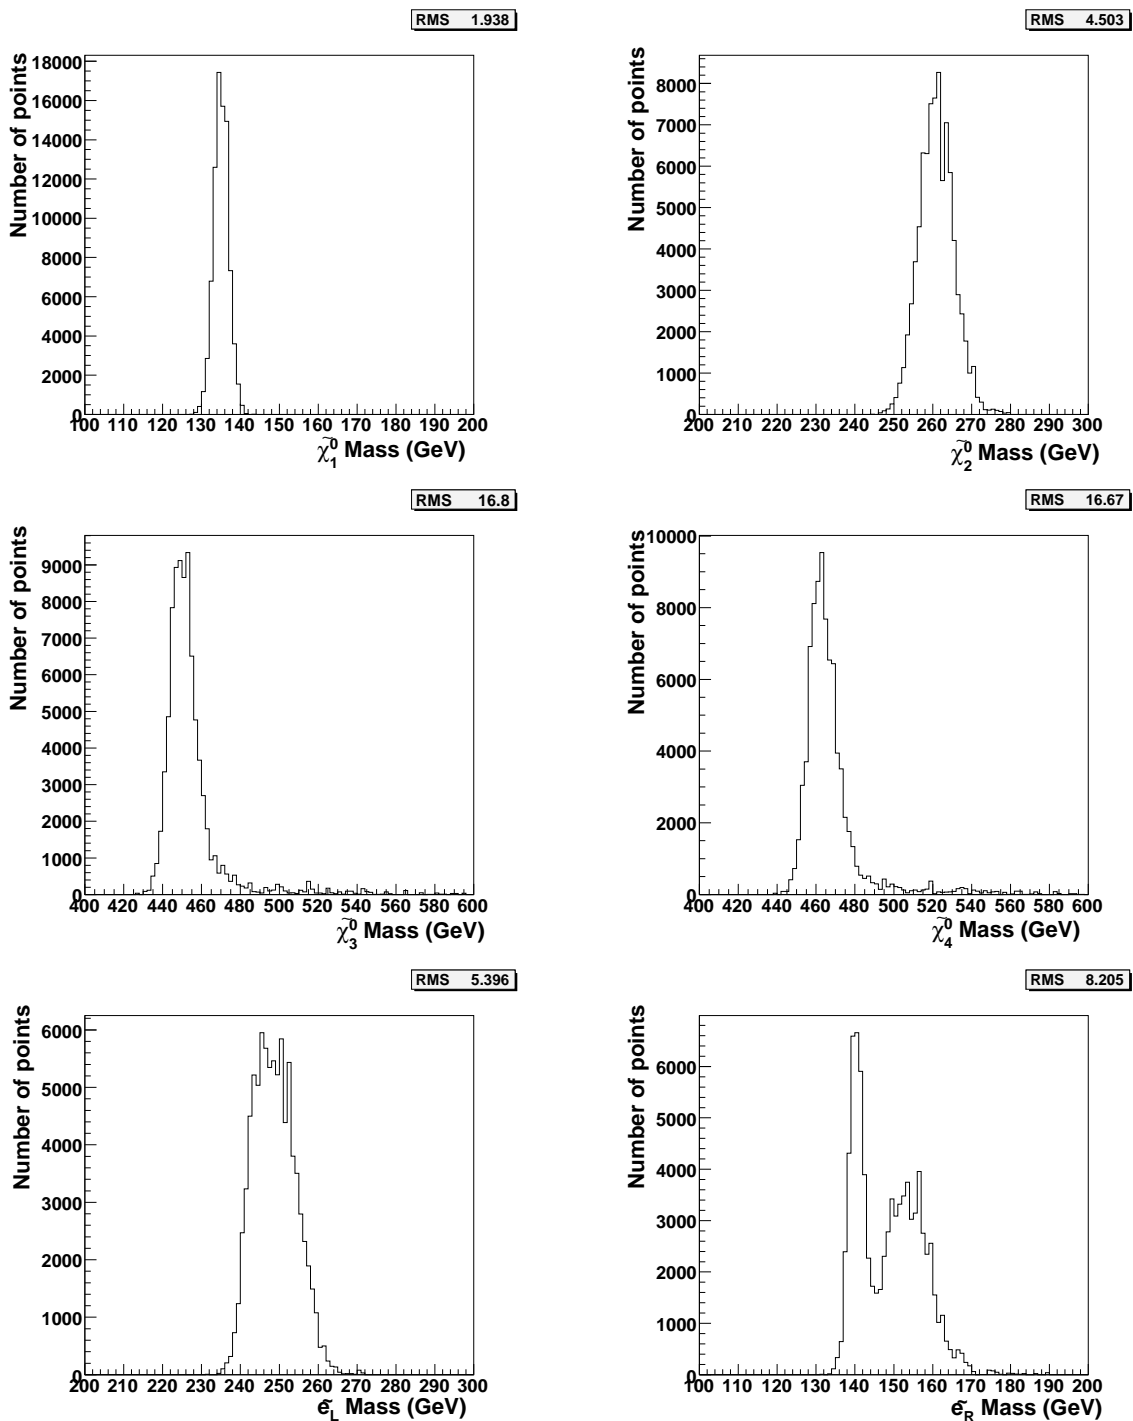 RMS 1.938
Number of points
18000
16000
14000
12000
10000
8000
6000
4000
2000
0
100 110 120 130 140 150 160 170 180 190 200
χ̃⁰₁ Mass (GeV)
RMS 4.503
Number of points
8000
7000
6000
5000
4000
3000
2000
1000
0
200 210 220 230 240 250 260 270 280 290 300
χ̃⁰₂ Mass (GeV)
RMS 16.8
Number of points
9000
8000
7000
6000
5000
4000
3000
2000
1000
0
400 420 440 460 480 500 520 540 560 580 600
χ̃⁰₃ Mass (GeV)
RMS 16.67
Number of points
10000
8000
6000
4000
2000
0
400 420 440 460 480 500 520 540 560 580 600
χ̃⁰₄ Mass (GeV)
RMS 5.396
Number of points
6000
5000
4000
3000
2000
1000
0
200 210 220 230 240 250 260 270 280 290 300
ẽ_L Mass (GeV)
RMS 8.205
Number of points
6000
5000
4000
3000
2000
1000
0
100 110 120 130 140 150 160 170 180 190 200
ẽ_R Mass (GeV)